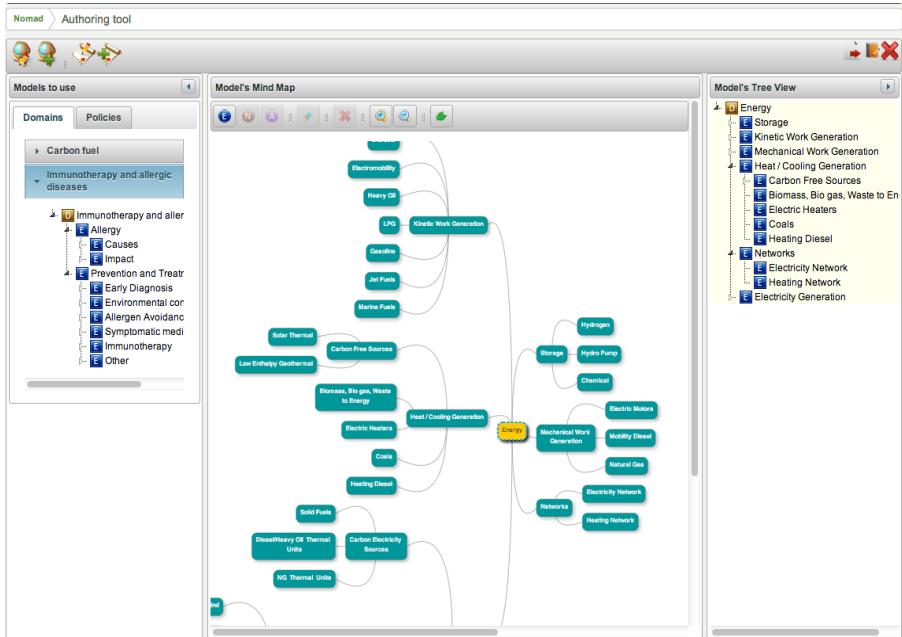 Nomad
Authoring tool
Models to use
Domains
Policies
Carbon fuel
Immunotherapy and allergic
diseases
D Immunotherapy and aller
E Allergy
E Causes
E Impact
E Prevention and Treatr
E Early Diagnosis
E Environmental con
E Allergen Avoidanc
E Symptomatic medi
E Immunotherapy
E Other
Model's Mind Map
E N A
Electromobility
Heavy Oil
LPG
Kinetic Work Generation
Gasoline
Jet Fuels
Marine Fuels
Solar Thermal
Carbon Free Sources
Low Enthalpy Geothermal
Biomass, Bio gas, Waste
to Energy
Heat / Cooling Generation
Electric Heaters
Coals
Heating Diesel
Solid Fuels
Diesel/Heavy Oil Thermal
Units
Carbon Electricity
Sources
NG Thermal Units
ind
Energy
Hydrogen
Storage
Hydro Pump
Chemical
Electric Motors
Mechanical Work
Generation
Mobility Diesel
Natural Gas
Electricity Network
Networks
Heating Network
Model's Tree View
D Energy
E Storage
E Kinetic Work Generation
E Mechanical Work Generation
E Heat / Cooling Generation
E Carbon Free Sources
E Biomass, Bio gas, Waste to En
E Electric Heaters
E Coals
E Heating Diesel
E Networks
E Electricity Network
E Heating Network
E Electricity Generation